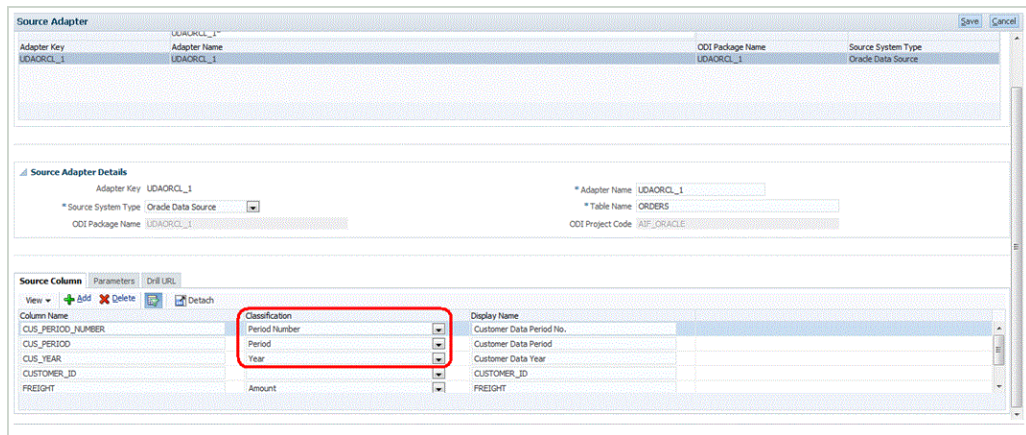 Source Adapter Save Cancel
UDAORCL_1*
Adapter Key Adapter Name ODI Package Name Source System Type
UDAORCL_1 UDAORCL_1 UDAORCL_1 Oracle Data Source
Source Adapter Details
Adapter Key UDAORCL_1 * Adapter Name UDAORCL_1
* Source System Type Oracle Data Source * Table Name ORDERS
ODI Package Name UDAORCL_1 ODI Project Code AIF_ORACLE
Source Column Parameters Drill URL
View Add Delete Detach
Column Name Classification Display Name
CUS_PERIOD_NUMBER Period Number Customer Data Period No.
CUS_PERIOD Period Customer Data Period
CUS_YEAR Year Customer Data Year
CUSTOMER_ID CUSTOMER_ID
FREIGHT Amount FREIGHT